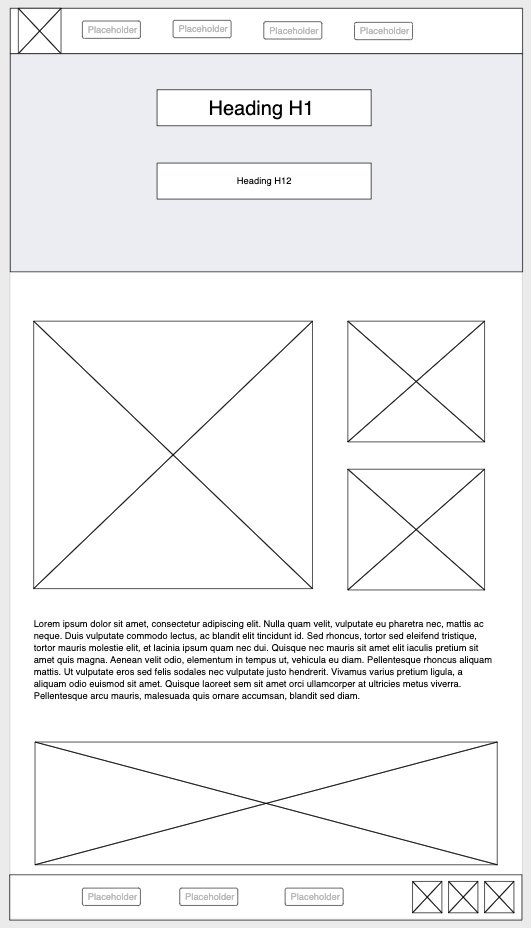 Placeholder Placeholder Placeholder Placeholder
Heading H1
Heading H12
Lorem ipsum dolor sit amet, consectetur adipiscing elit. Nulla quam velit, vulputate eu pharetra nec, mattis ac
neque. Duis vulputate commodo lectus, ac blandit elit tincidunt id. Sed rhoncus, tortor sed eleifend tristique,
tortor mauris molestie elit, et lacinia ipsum quam nec dui. Quisque nec mauris sit amet elit iaculis pretium sit
amet quis magna. Aenean velit odio, elementum in tempus ut, vehicula eu diam. Pellentesque rhoncus aliquam
mattis. Ut vulputate eros sed felis sodales nec vulputate justo hendrerit. Vivamus varius pretium ligula, a
aliquam odio euismod sit amet. Quisque laoreet sem sit amet orci ullamcorper at ultricies metus viverra.
Pellentesque arcu mauris, malesuada quis ornare accumsan, blandit sed diam.
Placeholder Placeholder Placeholder